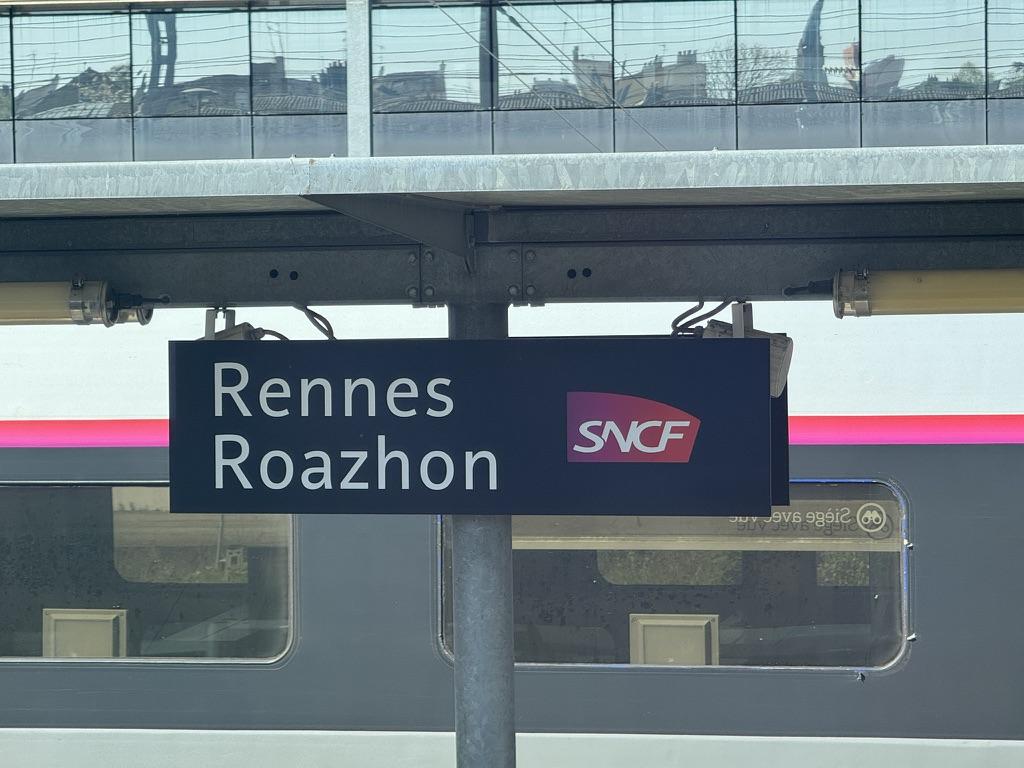 Rennes
Roazhon
SNCF
Siège avec vue